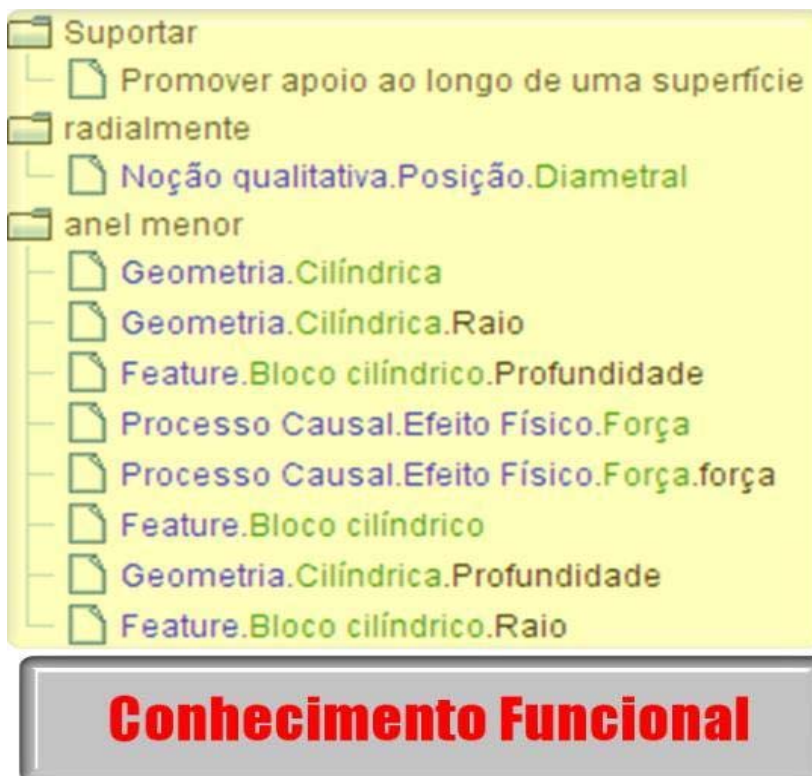 Suportar
Promover apoio ao longo de uma superfície
radialmente
Noção qualitativa.Posição.Diametral
anel menor
Geometria.Cilíndrica
Geometria.Cilíndrica.Raio
Feature.Bloco cilíndrico.Profundidade
Processo Causal.Efeito Físico.Força
Processo Causal.Efeito Físico.Força.força
Feature.Bloco cilíndrico
Geometria.Cilíndrica.Profundidade
Feature.Bloco cilíndrico.Raio
Conhecimento Funcional